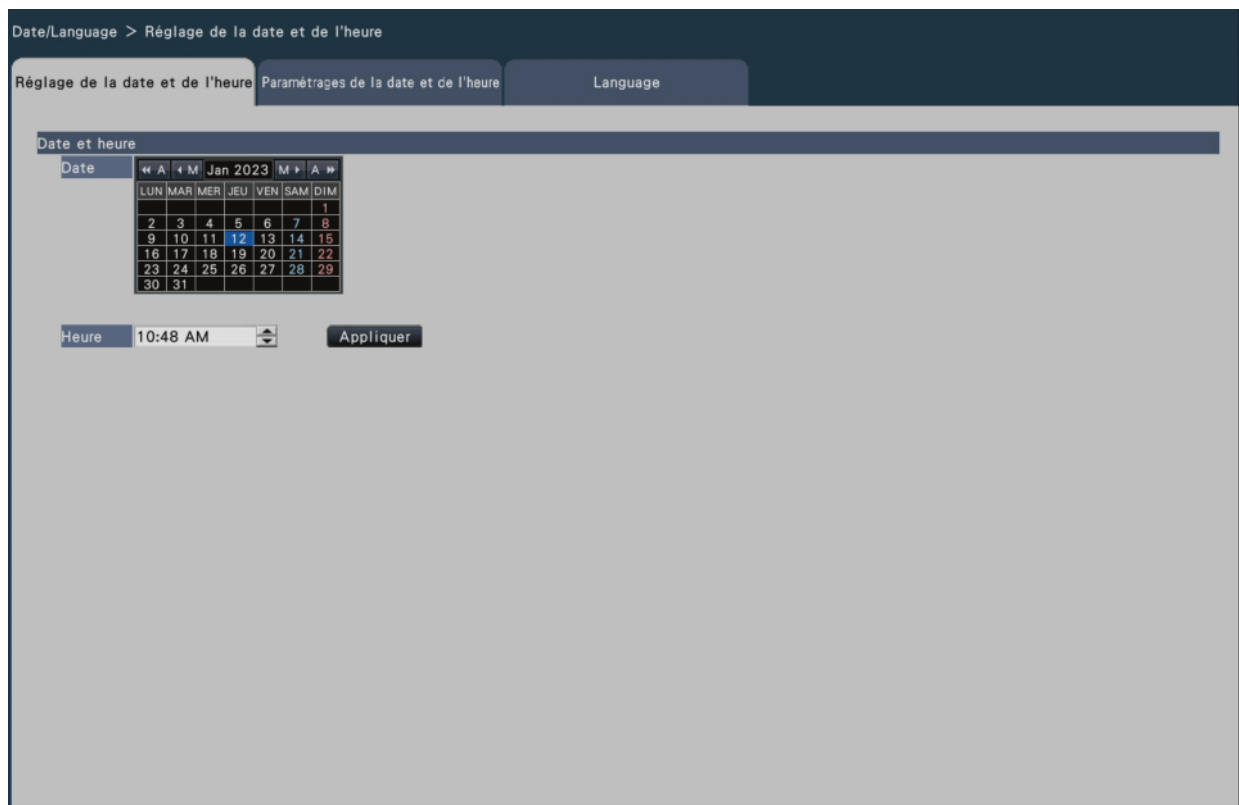 Date/Language > Réglage de la date et de l'heure
Réglage de la date et de l'heure Paramétrages de la date et de l'heure Language
Date et heure
Date
A M Jan 2023 M A
LUN MAR MER JEU VEN SAM DIM
1
2 3 4 5 6 7 8
9 10 11 12 13 14 15
16 17 18 19 20 21 22
23 24 25 26 27 28 29
30 31
Heure 10:48 AM Appliquer